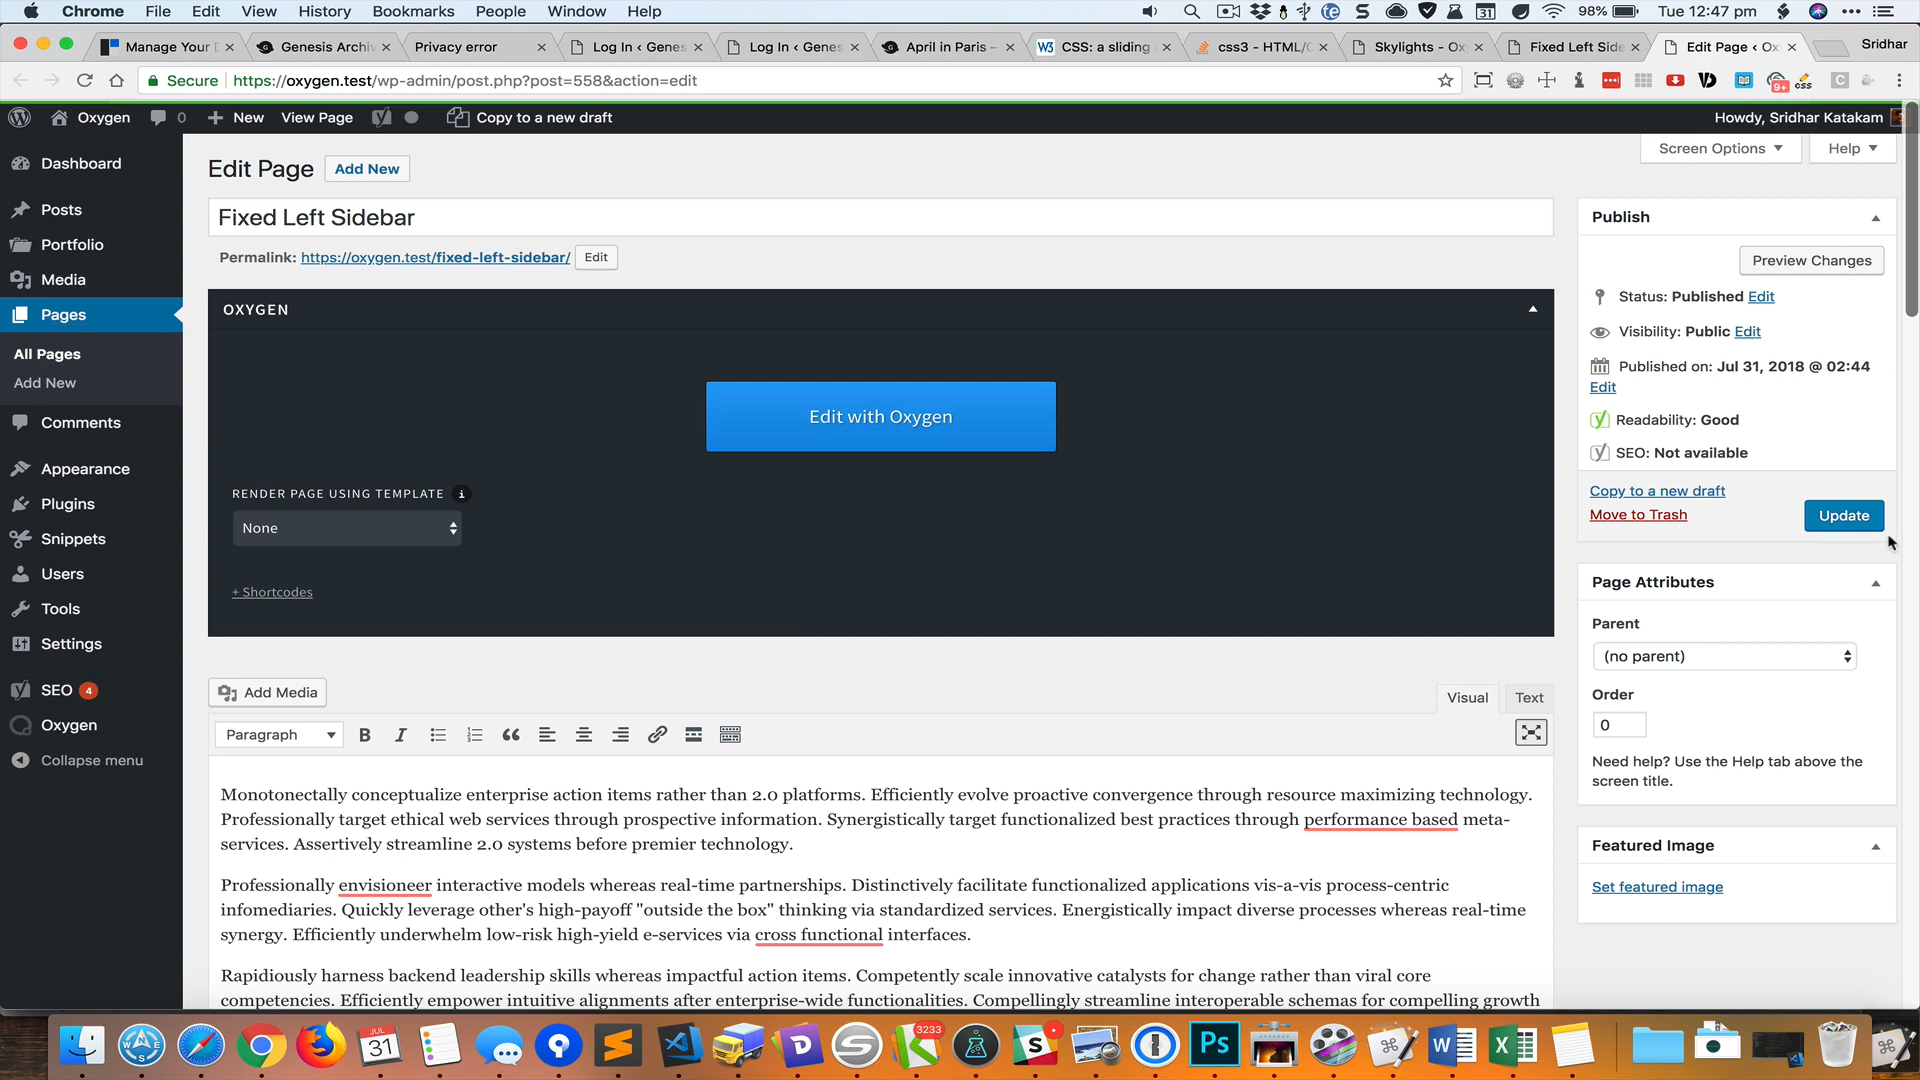 Chrome File Edit View History Bookmarks People Window Help 98% Tue 12:47 pm
Manage Your D Genesis Archiv Privacy error Log In ‹ Genes Log In ‹ Genes April in Paris – CSS: a sliding css3 - HTML/C Skylights - Ox Fixed Left Side Edit Page ‹ Ox Sridhar
Secure https://oxygen.test/wp-admin/post.php?post=558&action=edit
Oxygen 0 New View Page Copy to a new draft Howdy, Sridhar Katakam
Screen Options Help
Edit Page Add New
Dashboard
Posts
Portfolio
Media
Pages
All Pages
Add New
Comments
Appearance
Plugins
Snippets
Users
Tools
Settings
SEO 4
Oxygen
Collapse menu
Fixed Left Sidebar
Permalink: https://oxygen.test/fixed-left-sidebar/ Edit
OXYGEN
Edit with Oxygen
RENDER PAGE USING TEMPLATE i
None
+ Shortcodes
Add Media
Visual Text
Paragraph
Monotonectally conceptualize enterprise action items rather than 2.0 platforms. Efficiently evolve proactive convergence through resource maximizing technology.
Professionally target ethical web services through prospective information. Synergistically target functionalized best practices through performance based meta-
services. Assertively streamline 2.0 systems before premier technology.
Professionally envisioneer interactive models whereas real-time partnerships. Distinctively facilitate functionalized applications vis-a-vis process-centric
infomediaries. Quickly leverage other's high-payoff "outside the box" thinking via standardized services. Energistically impact diverse processes whereas real-time
synergy. Efficiently underwhelm low-risk high-yield e-services via cross functional interfaces.
Rapidiously harness backend leadership skills whereas impactful action items. Competently scale innovative catalysts for change rather than viral core
competencies. Efficiently empower intuitive alignments after enterprise-wide functionalities. Compellingly streamline interoperable schemas for compelling growth
Publish
Preview Changes
Status: Published Edit
Visibility: Public Edit
Published on: Jul 31, 2018 @ 02:44
Edit
Readability: Good
SEO: Not available
Copy to a new draft
Move to Trash
Update
Page Attributes
Parent
(no parent)
Order
0
Need help? Use the Help tab above the
screen title.
Featured Image
Set featured image
JUL
31
3233
Ps